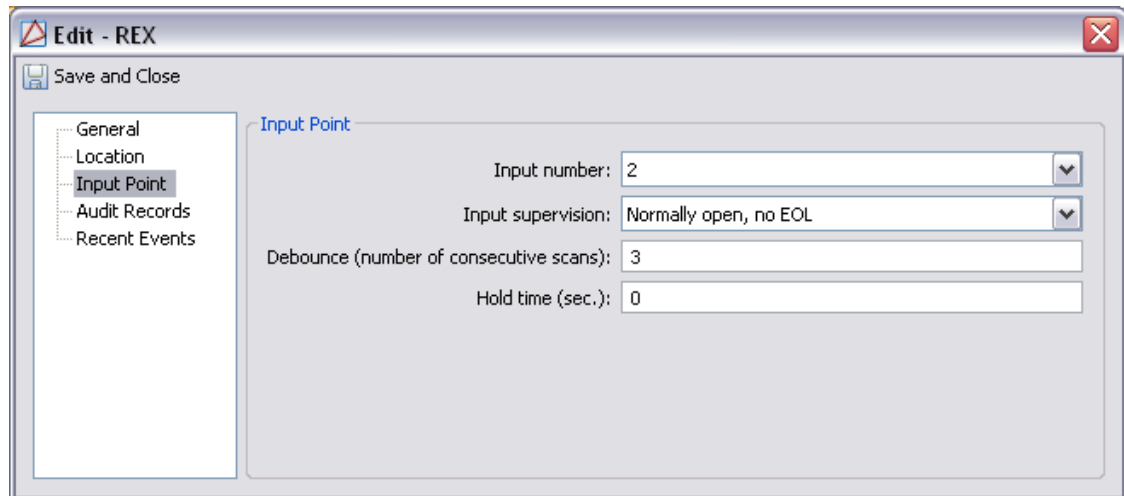 Edit - REX
Save and Close
General
Location
Input Point
Audit Records
Recent Events
Input Point
Input number: 2
Input supervision: Normally open, no EOL
Debounce (number of consecutive scans): 3
Hold time (sec.): 0